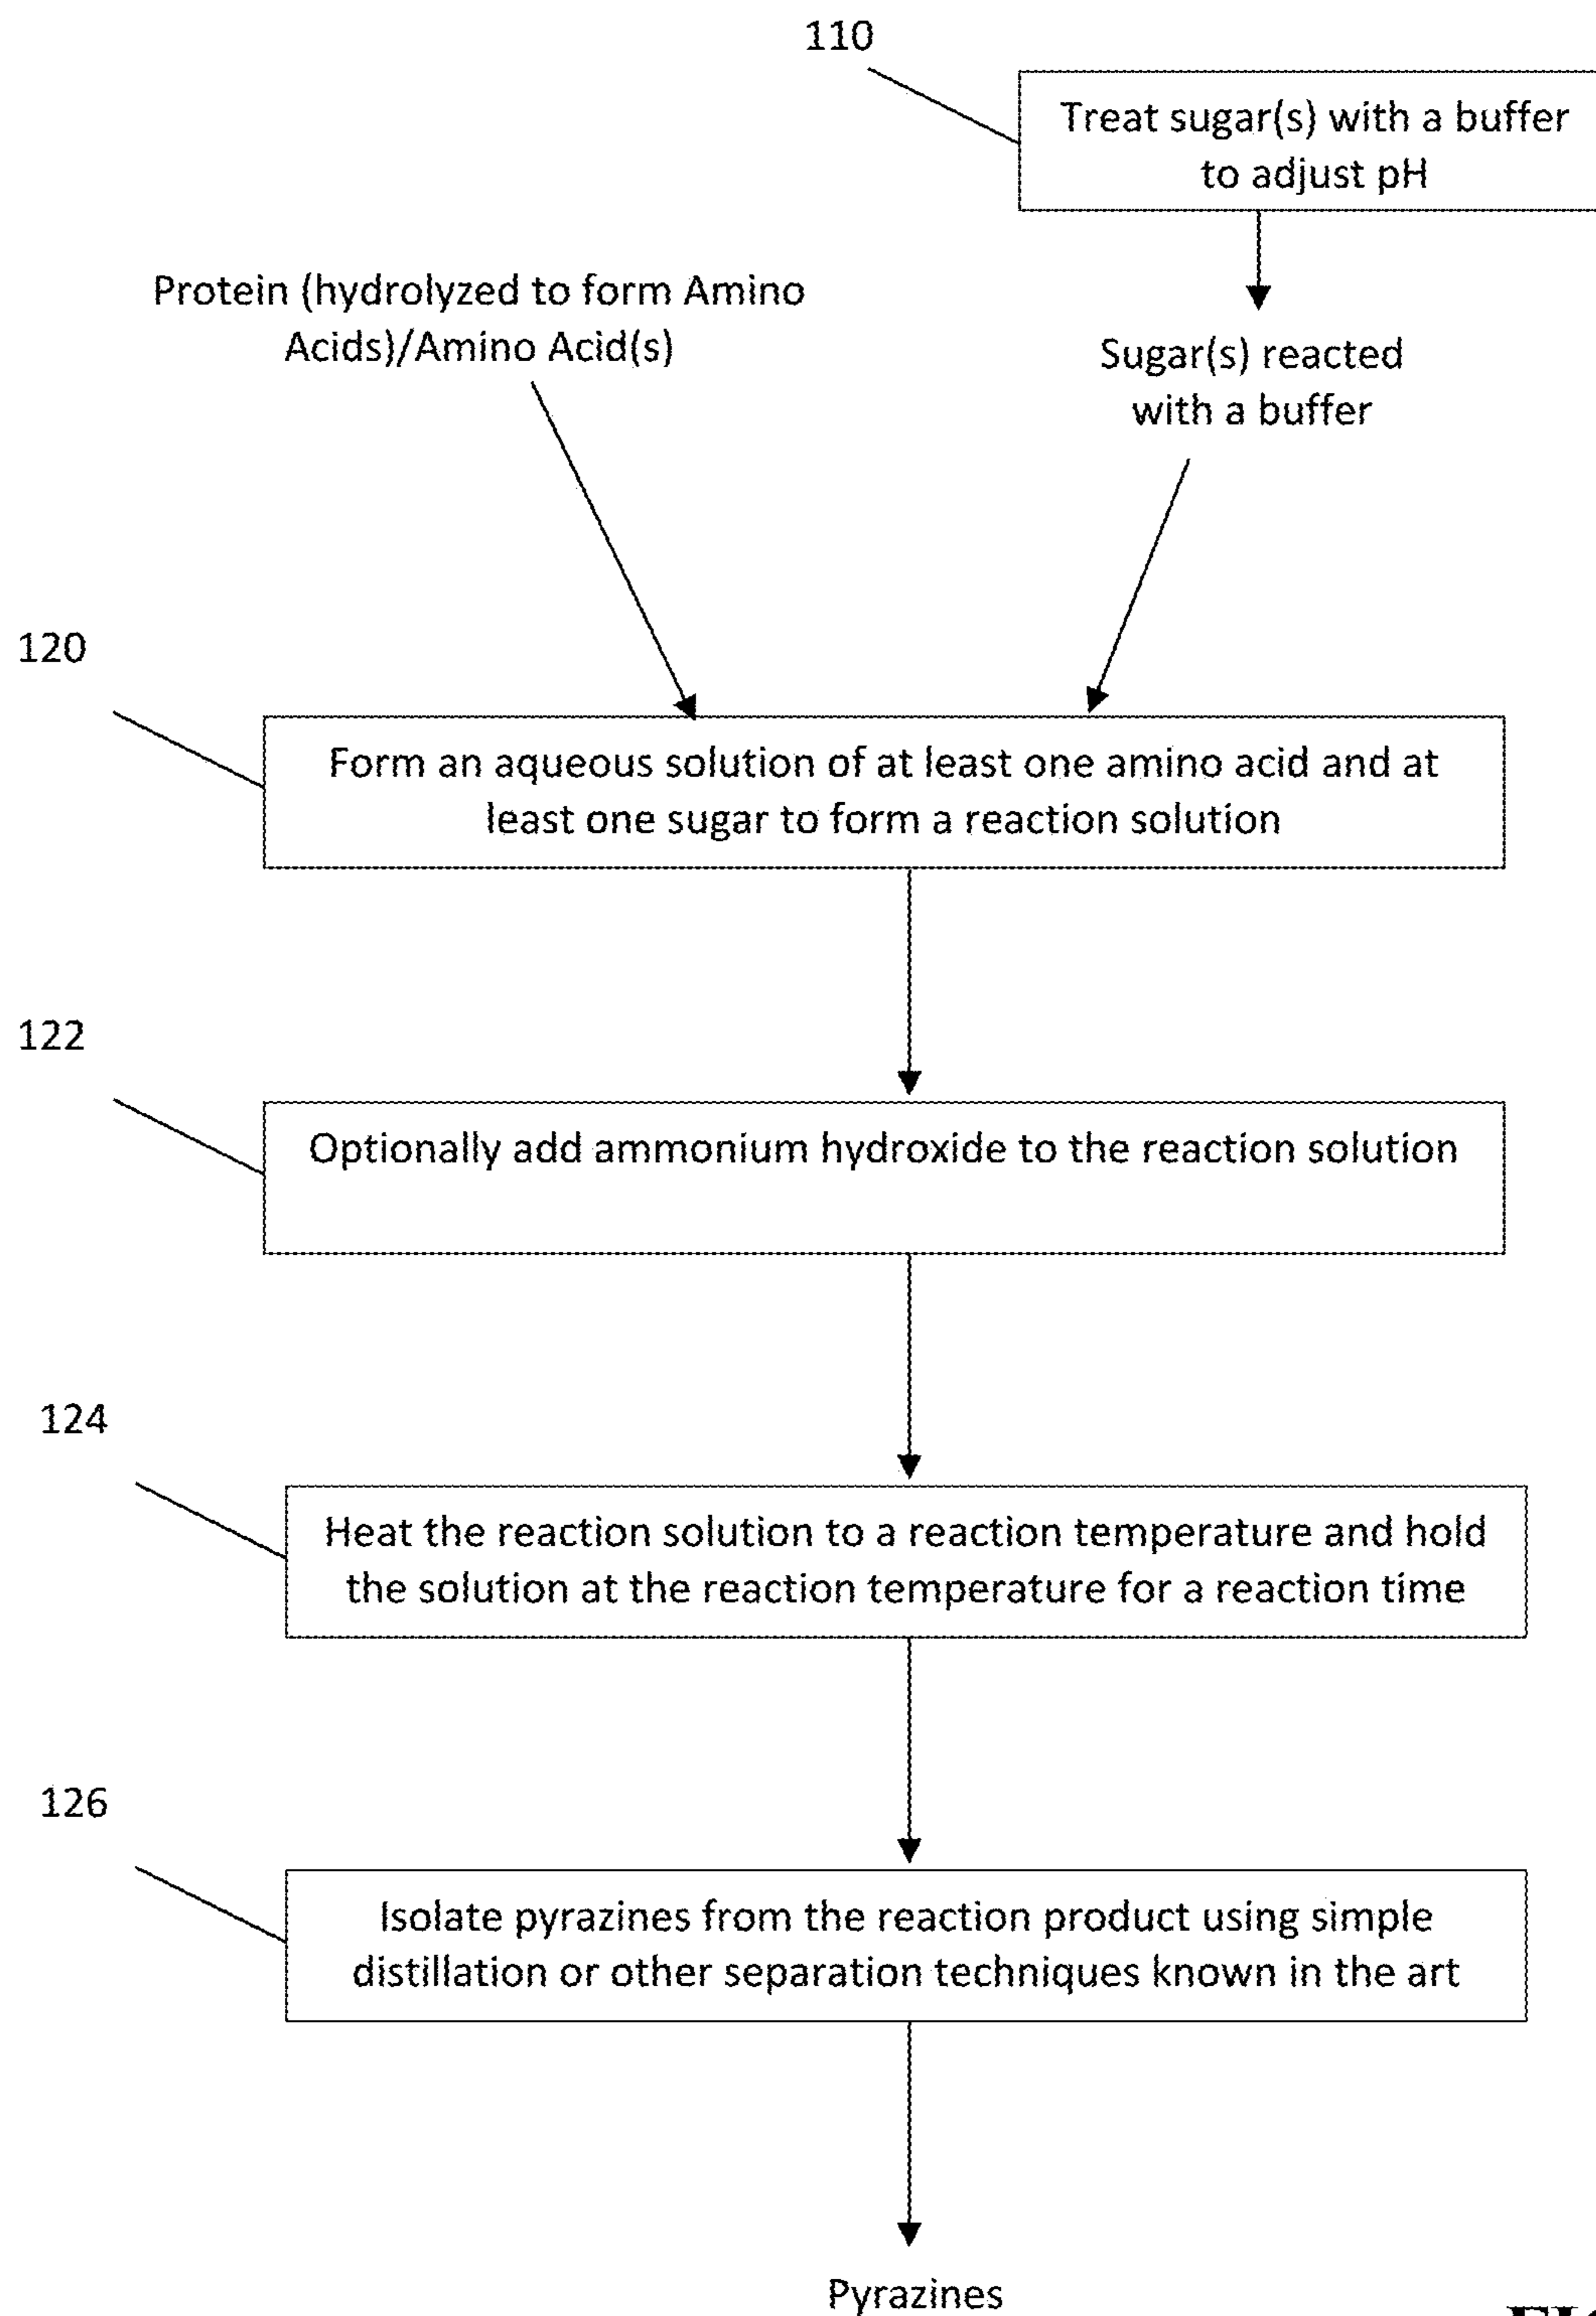 110
Treat sugar(s) with a buffer
to adjust pH
Protein (hydrolyzed to form Amino
Acids)/Amino Acid(s)
Sugar(s) reacted
with a buffer
120
Form an aqueous solution of at least one amino acid and at
least one sugar to form a reaction solution
122
Optionally add ammonium hydroxide to the reaction solution
124
Heat the reaction solution to a reaction temperature and hold
the solution at the reaction temperature for a reaction time
126
Isolate pyrazines from the reaction product using simple
distillation or other separation techniques known in the art
Pyrazines